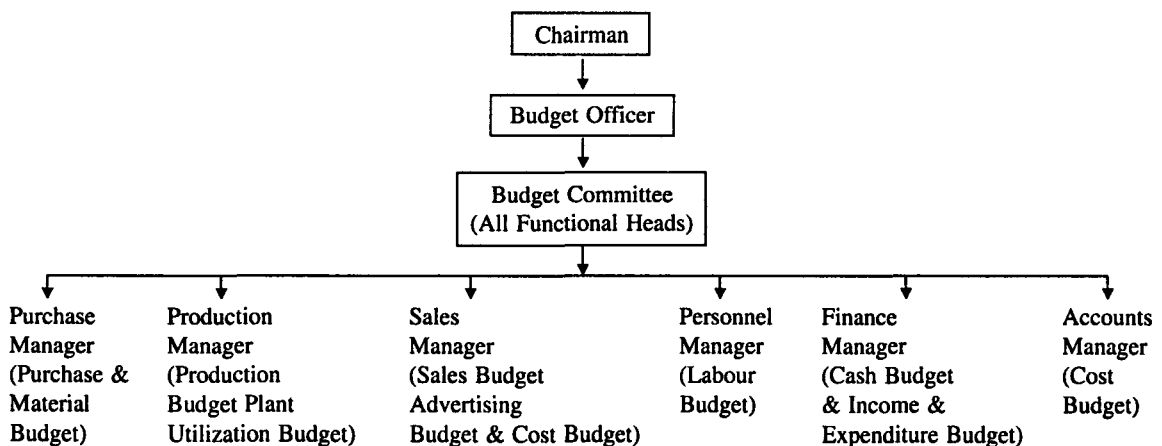 Chairman
Budget Officer
Budget Committee
(All Functional Heads)
Purchase
Manager
(Purchase &
Material
Budget)
Production
Manager
(Production
Budget Plant
Utilization Budget)
Sales
Manager
(Sales Budget
Advertising
Budget & Cost Budget)
Personnel
Manager
(Labour
Budget)
Finance
Manager
(Cash Budget
& Income &
Expenditure Budget)
Accounts
Manager
(Cost
Budget)